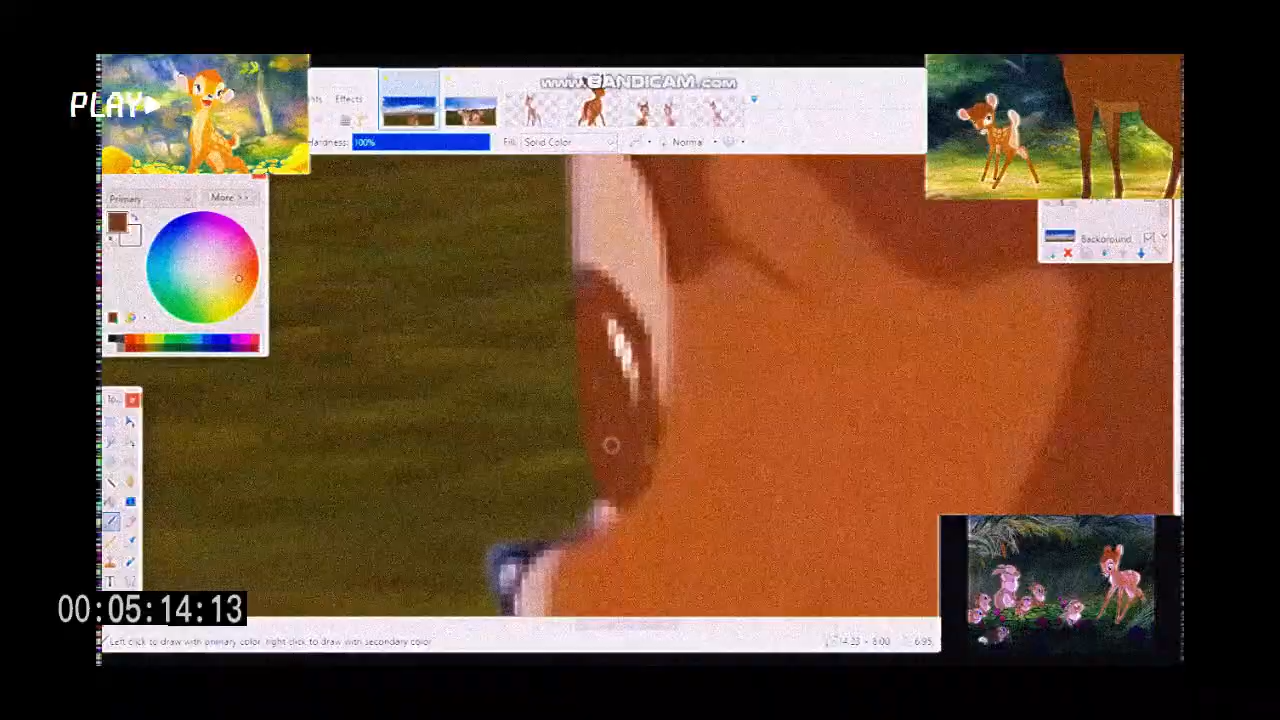 www.BANDICAM.com
PLAY
Effects
Hardness: 100% Fill: Solid Color Normal
Primary More >>
Background
To...
T
00:05:14:13
Left click to draw with primary color, right click to draw with secondary color